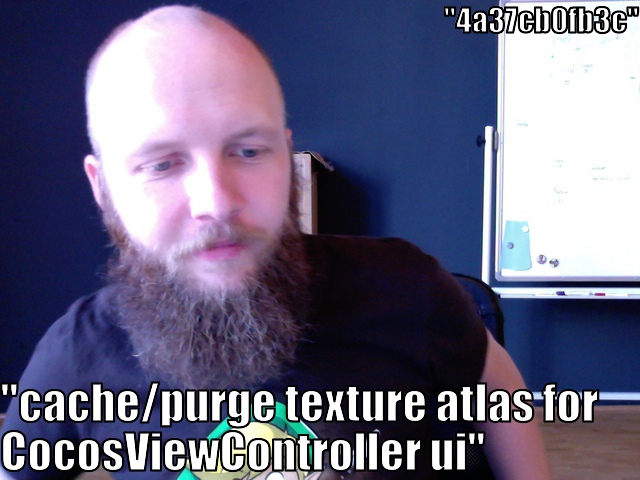 "4a37cb0fb3c"
"cache/purge texture atlas for
CocosViewController ui"